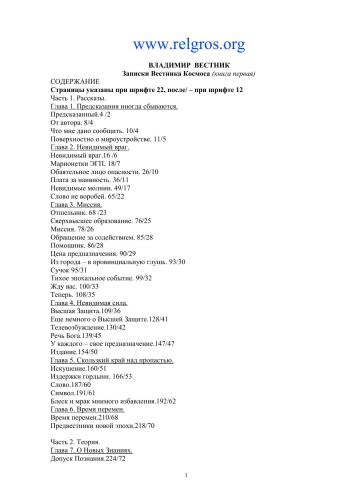 www.relgros.org
ВЛАДИМИР ВЕСТНИК
Записки Вестника Космоса (книга первая)
СОДЕРЖАНИЕ
Страницы указаны при шрифте 22, после/ – при шрифте 12
Часть 1. Рассказы.
Глава 1. Предсказания иногда сбываются.
Предсказанный.4 /2
От автора. 8/4
Что мне дано сообщить. 10/4
Поверхностно о мироустройстве. 11/5
Глава 2. Невидимый враг.
Невидимый враг.16 /6
Марионетки ЭГП. 18/7
Обаятельное лицо опасности. 26/10
Плата за наивность. 36/11
Невидимые молнии. 49/17
Слово не воробей. 65/22
Глава 3. Миссия.
Отшельник. 68 /23
Сверхвысшее образование. 76/25
Миссия. 78/26
Обращение за содействием. 85/28
Помощник. 86/28
Цена предназначения. 90/29
Из города – в провинциальную глушь. 93/30
Сучок 95/31
Тихое эпохальное событие. 99/32
Жду вас. 100/33
Теперь. 108/35
Глава 4. Невидимая сила.
Высшая Защита.109/36
Еще немного о Высшей Защите.128/41
Телевозбуждение.130/42
Речь Бога.139/45
У каждого – свое предназначение.147/47
Издание.154/50
Глава 5. Скользкий край над пропастью.
Искушение.160/51
Издержки гордыни. 166/53
Слово.187/60
Символ.191/61
Блеск и мрак мнимого избавления.192/62
Глава 6. Время перемен.
Время перемен.210/68
Предвестники новой эпохи.218/70
Часть 2. Теория.
Глава 7. О Новых Знаниях.
Допуск Познания.224/72
1